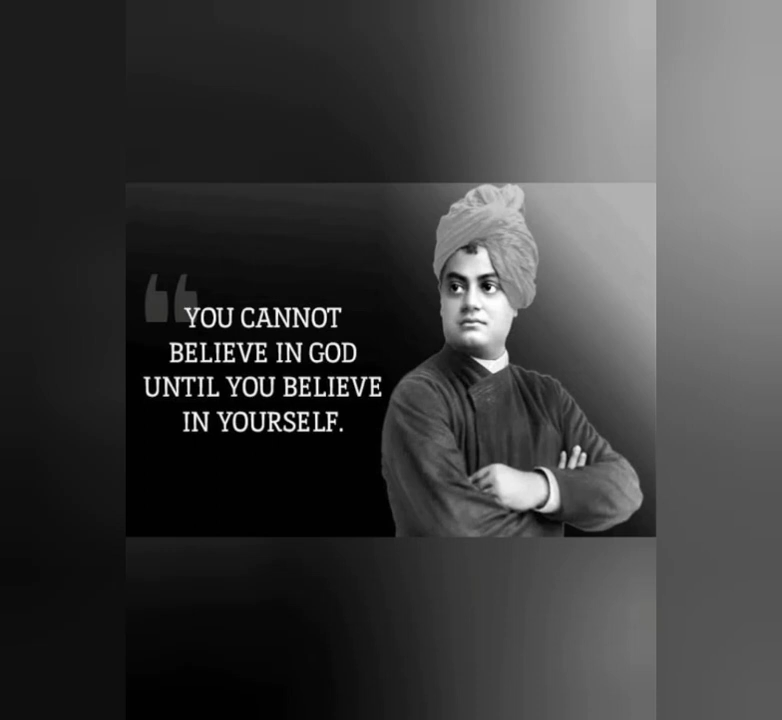 “
YOU CANNOT
BELIEVE IN GOD
UNTIL YOU BELIEVE
IN YOURSELF.